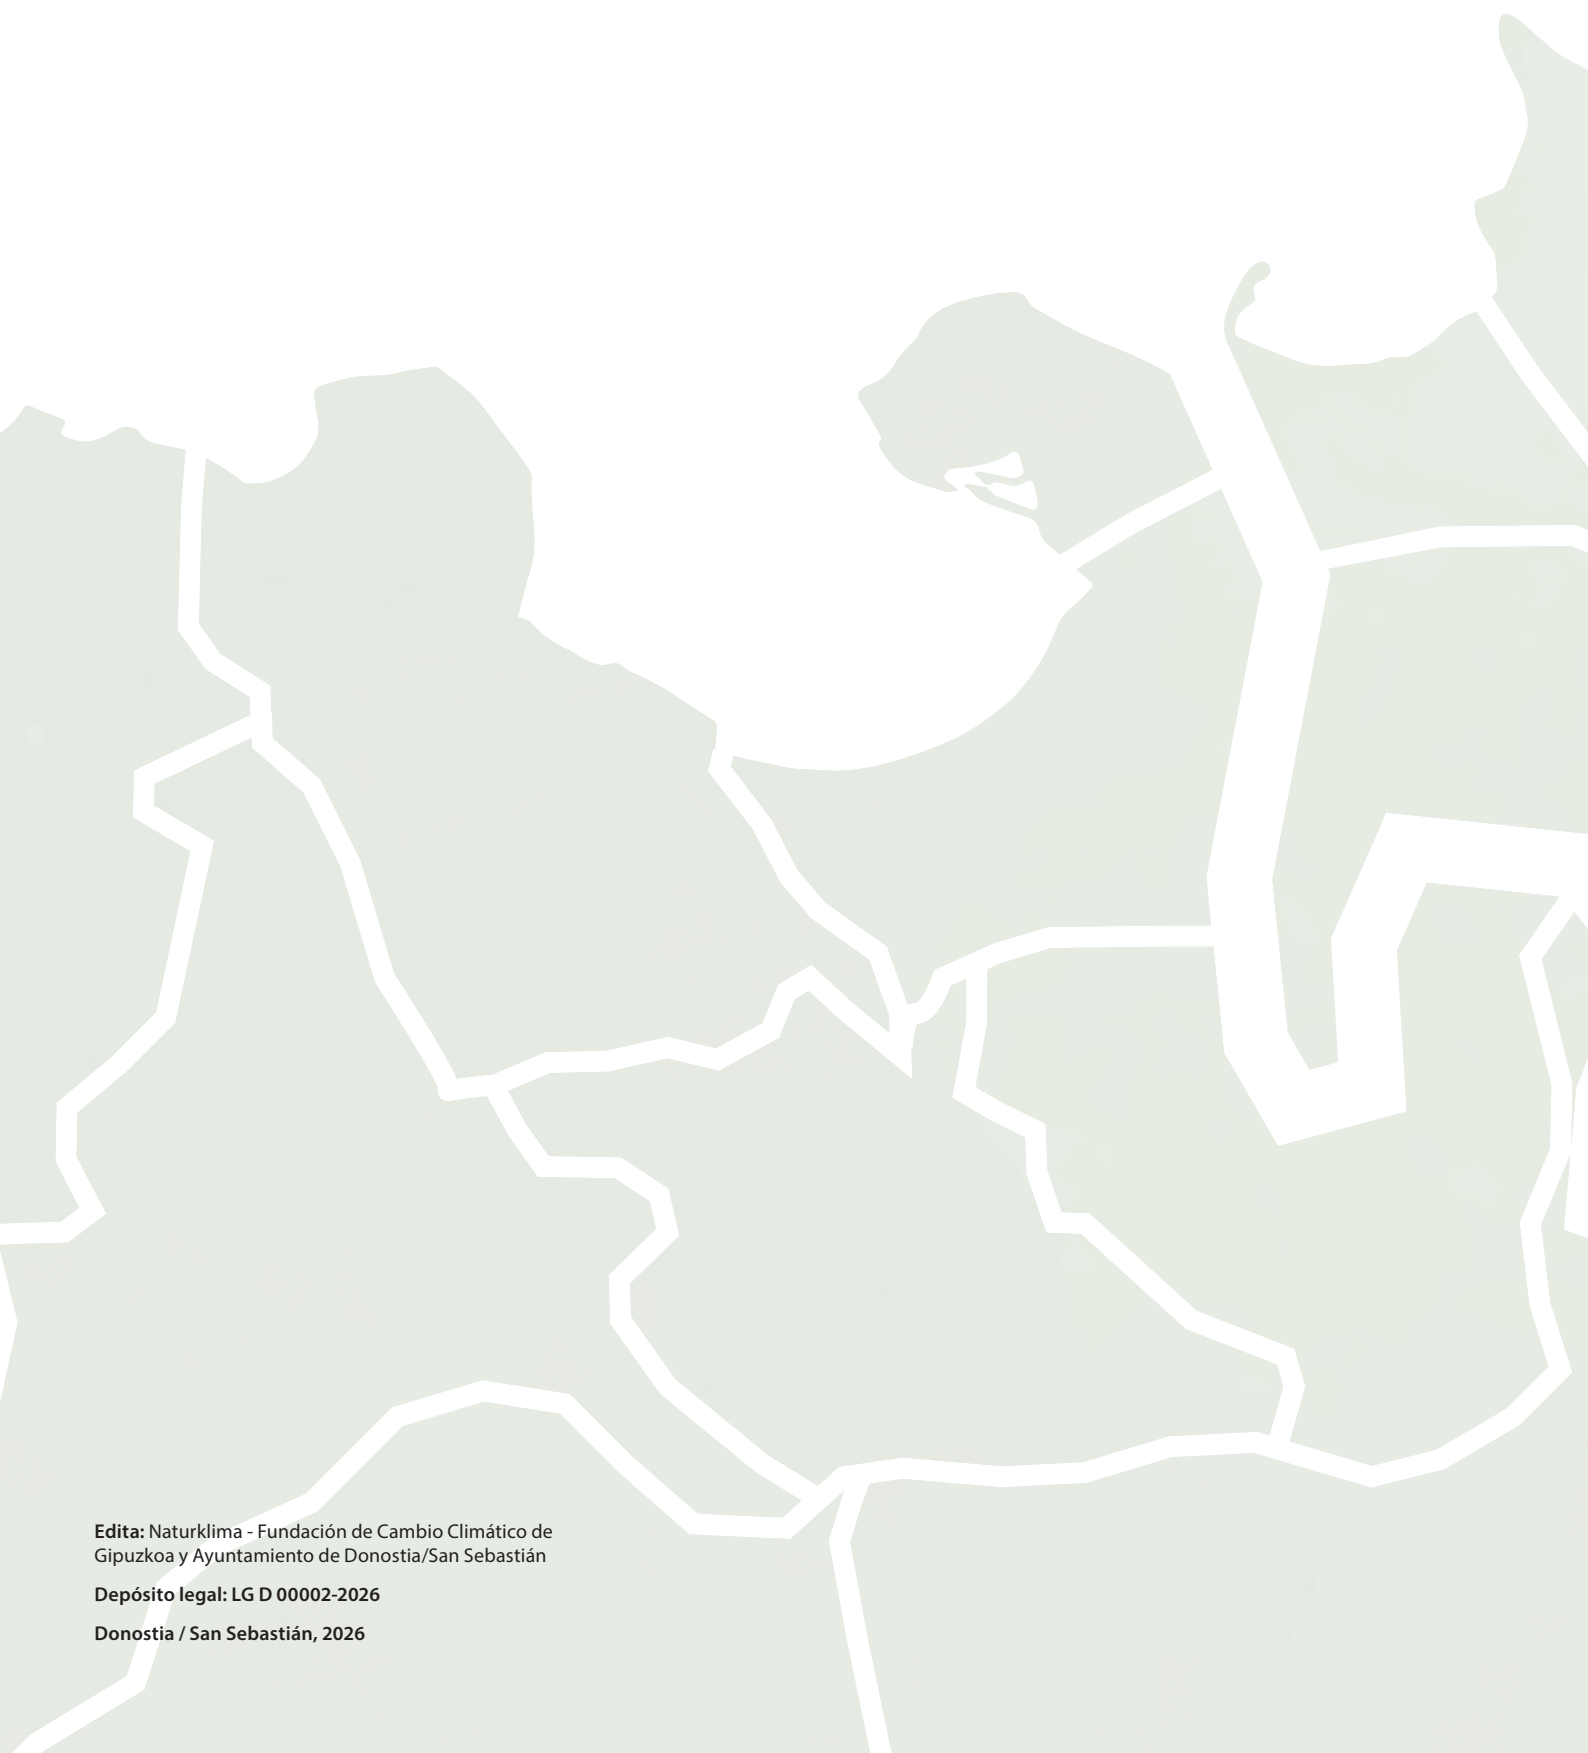 Edita: Naturklima - Fundación de Cambio Climático de
Gipuzkoa y Ayuntamiento de Donostia/San Sebastián
Depósito legal: LG D 00002-2026
Donostia / San Sebastián, 2026